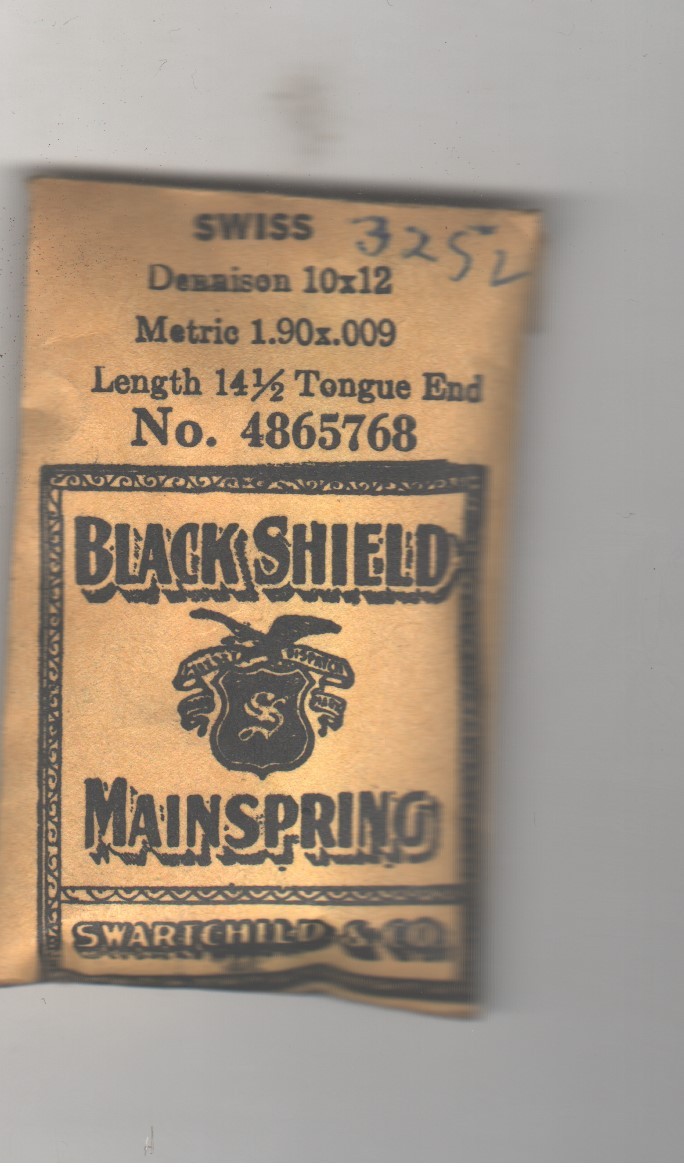 SWISS 3252
Dennison 10x12
Metric 1.90x.009
Length 14½ Tongue End
No. 4865768
BLACK SHIELD
S
MAINSPRING
SWARTCHILD & CO.